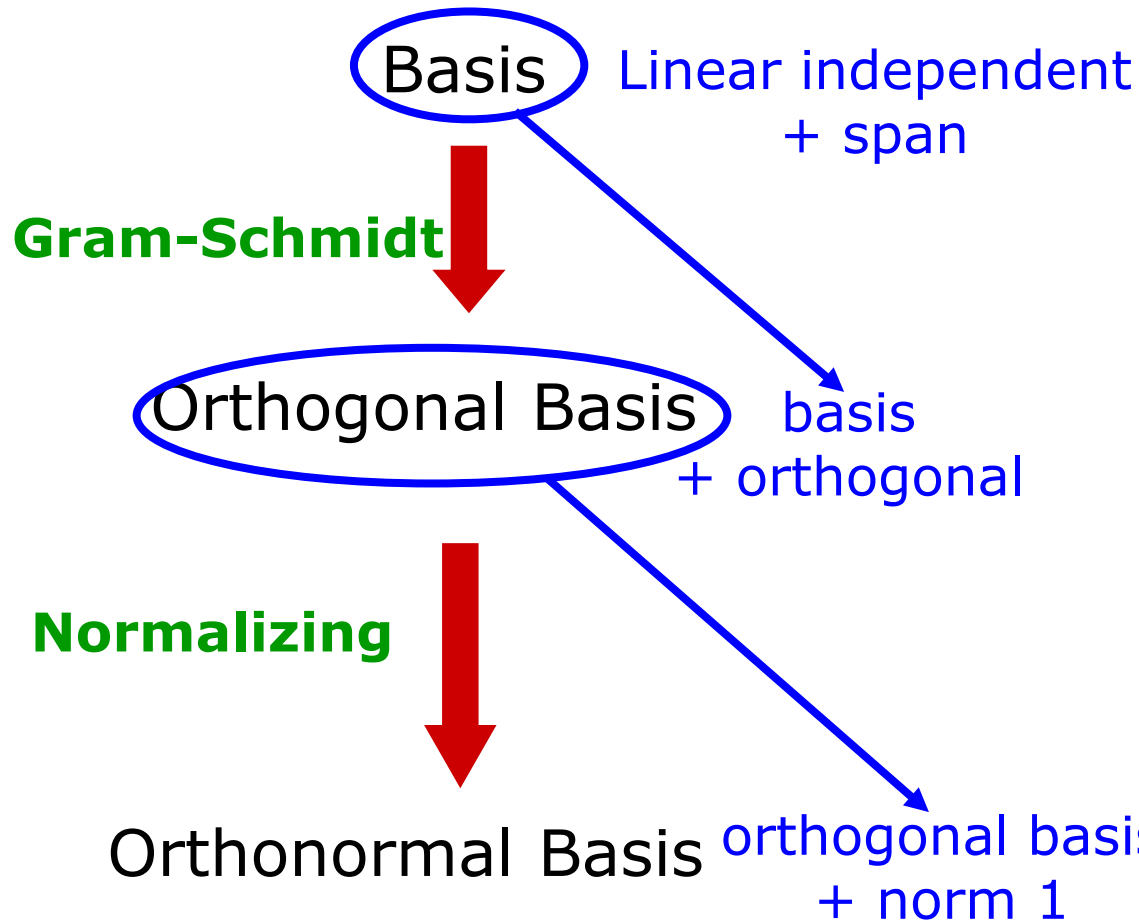 Basis
Linear independent
+ span
Gram-Schmidt
Orthogonal Basis
basis
+ orthogonal
Normalizing
Orthonormal Basis
orthogonal basis
+ norm 1